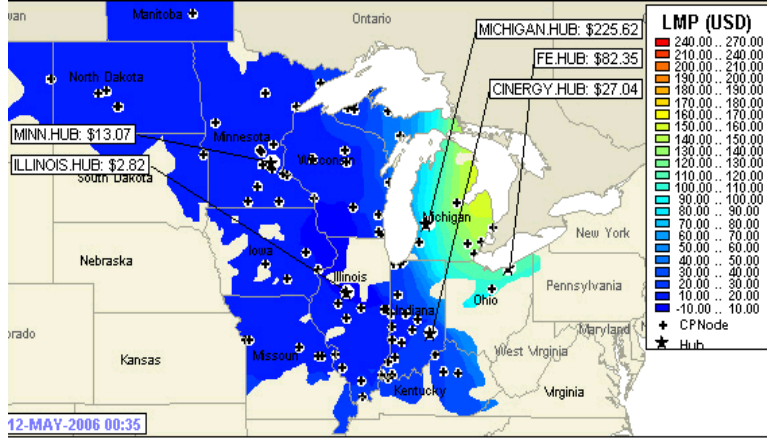 Manitoba
Ontario
MICHIGAN.HUB: $225.62
FE.HUB: $82.35
CINERGY.HUB: $27.04
North Dakota
MINN.HUB: $13.07
Minnesota
ILLINOIS.HUB: $2.82
Wisconsin
South Dakota
Michigan
New York
Iowa
Nebraska
Illinois
Indiana
Ohio
Pennsylvania
Maryland
West Virginia
Kansas
Missouri
Kentucky
Virginia
12-MAY-2006 00:35
LMP (USD)
240.00 .. 270.00
210.00 .. 240.00
200.00 .. 210.00
190.00 .. 200.00
180.00 .. 190.00
170.00 .. 180.00
160.00 .. 170.00
150.00 .. 160.00
140.00 .. 150.00
130.00 .. 140.00
120.00 .. 130.00
110.00 .. 120.00
100.00 .. 110.00
90.00 .. 100.00
80.00 .. 90.00
70.00 .. 80.00
60.00 .. 70.00
50.00 .. 60.00
40.00 .. 50.00
30.00 .. 40.00
20.00 .. 30.00
10.00 .. 20.00
-10.00 .. 10.00
CPNode
Hub